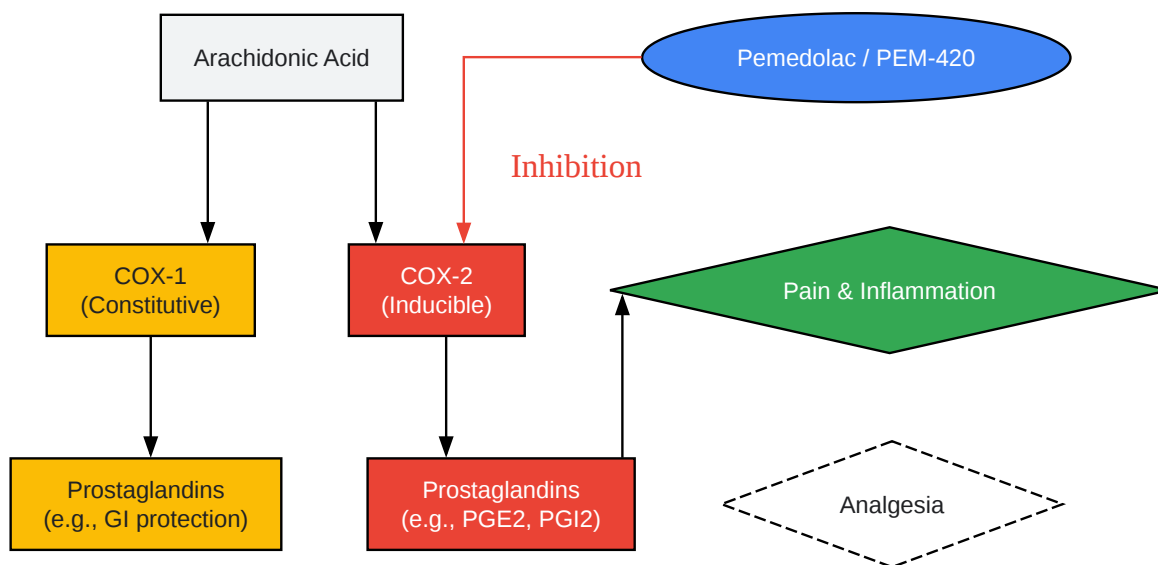 Arachidonic Acid
Pemedolac / PEM-420
Inhibition
COX-1
(Constitutive)
COX-2
(Inducible)
Pain & Inflammation
Prostaglandins
(e.g., GI protection)
Prostaglandins
(e.g., PGE2, PGI2)
Analgesia